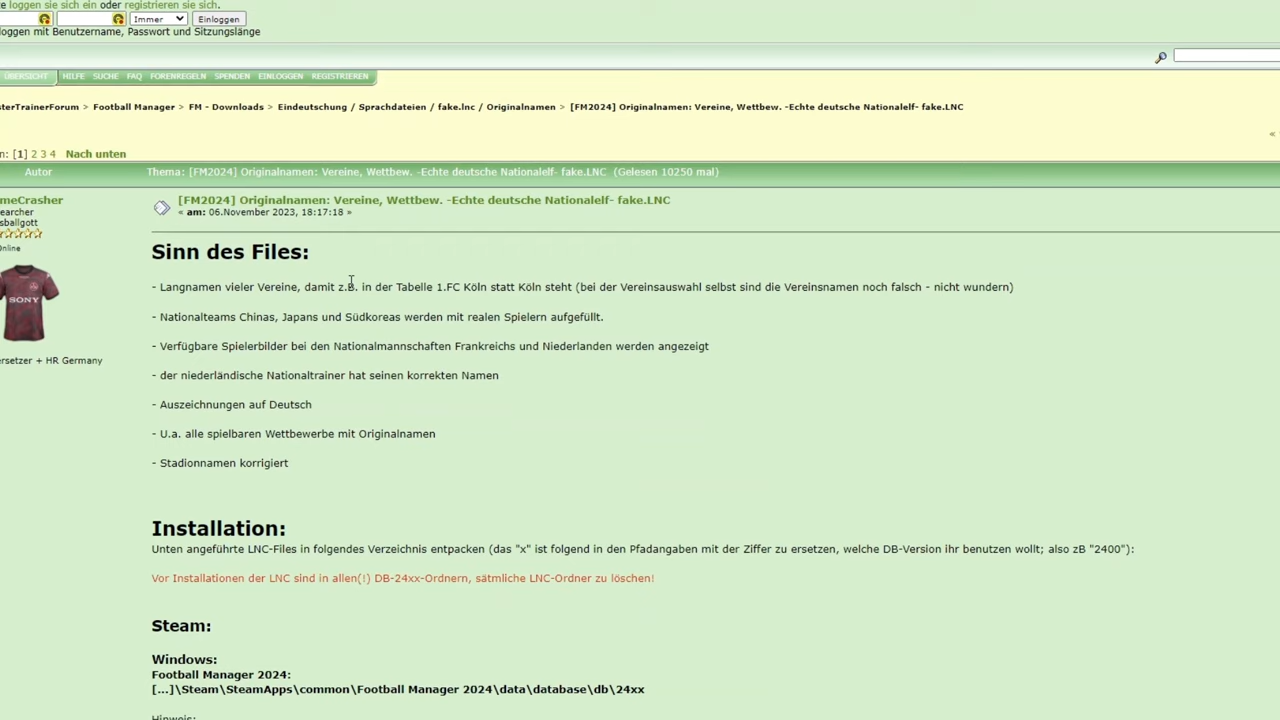 te loggen sie sich ein oder registrieren sie sich.
Immer Einloggen
loggen mit Benutzername, Passwort und Sitzungslänge
ÜBERSICHT HILFE SUCHE FAQ FORENREGELN SPENDEN EINLOGGEN REGISTRIEREN
sterTrainerForum > Football Manager > FM - Downloads > Eindeutschung / Sprachdateien / fake.lnc / Originalnamen > [FM2024] Originalnamen: Vereine, Wettbew. -Echte deutsche Nationalelf- fake.LNC
«
n: [1] 2 3 4 Nach unten
Autor Thema: [FM2024] Originalnamen: Vereine, Wettbew. -Echte deutsche Nationalelf- fake.LNC (Gelesen 10250 mal)
meCrasher
searcher
sballgott
Online
SONY
ersetzer + HR Germany
[FM2024] Originalnamen: Vereine, Wettbew. -Echte deutsche Nationalelf- fake.LNC
« am: 06.November 2023, 18:17:18 »
Sinn des Files:
- Langnamen vieler Vereine, damit z.B. in der Tabelle 1.FC Köln statt Köln steht (bei der Vereinsauswahl selbst sind die Vereinsnamen noch falsch - nicht wundern)
- Nationalteams Chinas, Japans und Südkoreas werden mit realen Spielern aufgefüllt.
- Verfügbare Spielerbilder bei den Nationalmannschaften Frankreichs und Niederlanden werden angezeigt
- der niederländische Nationaltrainer hat seinen korrekten Namen
- Auszeichnungen auf Deutsch
- U.a. alle spielbaren Wettbewerbe mit Originalnamen
- Stadionnamen korrigiert
Installation:
Unten angeführte LNC-Files in folgendes Verzeichnis entpacken (das "x" ist folgend in den Pfadangaben mit der Ziffer zu ersetzen, welche DB-Version ihr benutzen wollt; also zB "2400"):
Vor Installationen der LNC sind in allen(!) DB-24xx-Ordnern, sätmliche LNC-Ordner zu löschen!
Steam:
Windows:
Football Manager 2024:
[...]\Steam\SteamApps\common\Football Manager 2024\data\database\db\24xx
Hinweis: